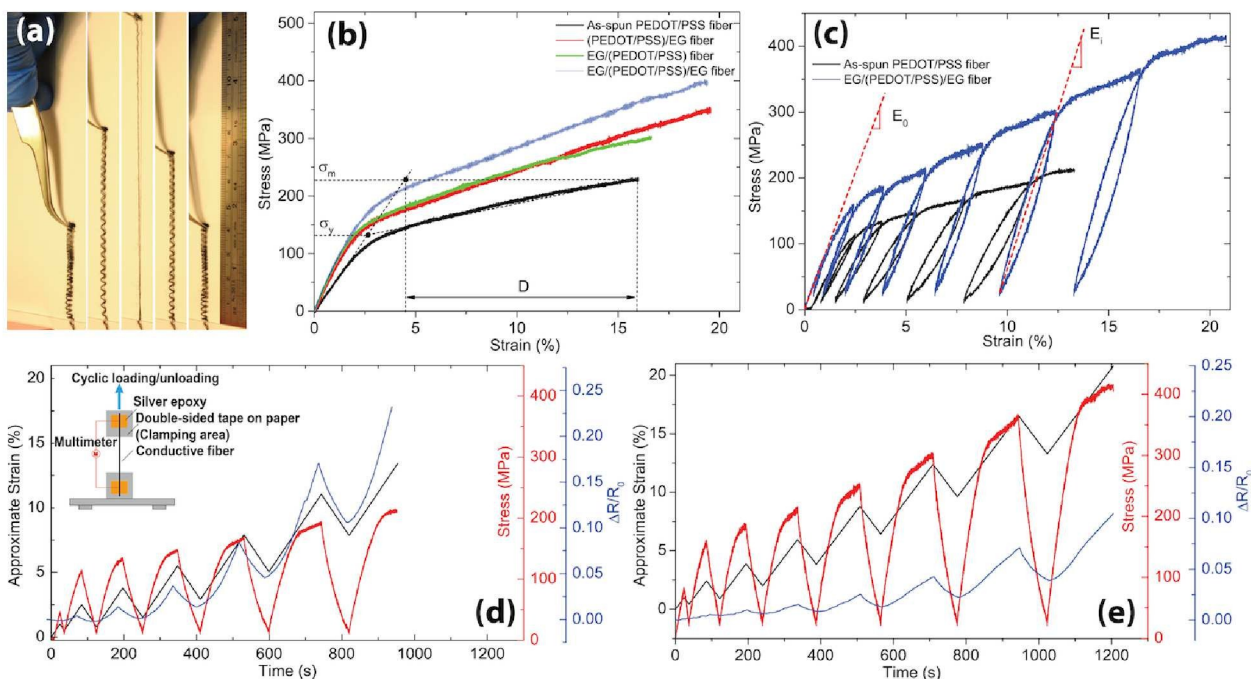 (a)
(b)
500
400
300
200
100
0
Stress (MPa)
As-spun PEDOT/PSS fiber
(PEDOT/PSS)/EG fiber
EG/(PEDOT/PSS) fiber
EG/(PEDOT/PSS)/EG fiber
σm
σy
D
0
5
10
15
20
Strain (%)
(c)
400
300
200
100
0
Stress (MPa)
As-spun PEDOT/PSS fiber
EG/(PEDOT/PSS)/EG fiber
E0
Ei
0
5
10
15
20
Strain (%)
20
15
10
5
0
Approximate Strain (%)
Cyclic loading/unloading
Silver epoxy
Double-sided tape on paper
(Clamping area)
Multimeter
Conductive fiber
(d)
0
200
400
600
800
1000
1200
Time (s)
400
300
200
100
0
Stress (MPa)
0.25
0.20
0.15
0.10
0.05
0.00
ΔR/R0
20
15
10
5
0
Approximate Strain (%)
(e)
0
200
400
600
800
1000
1200
Time (s)
400
300
200
100
0
Stress (MPa)
0.25
0.20
0.15
0.10
0.05
0.00
ΔR/R0